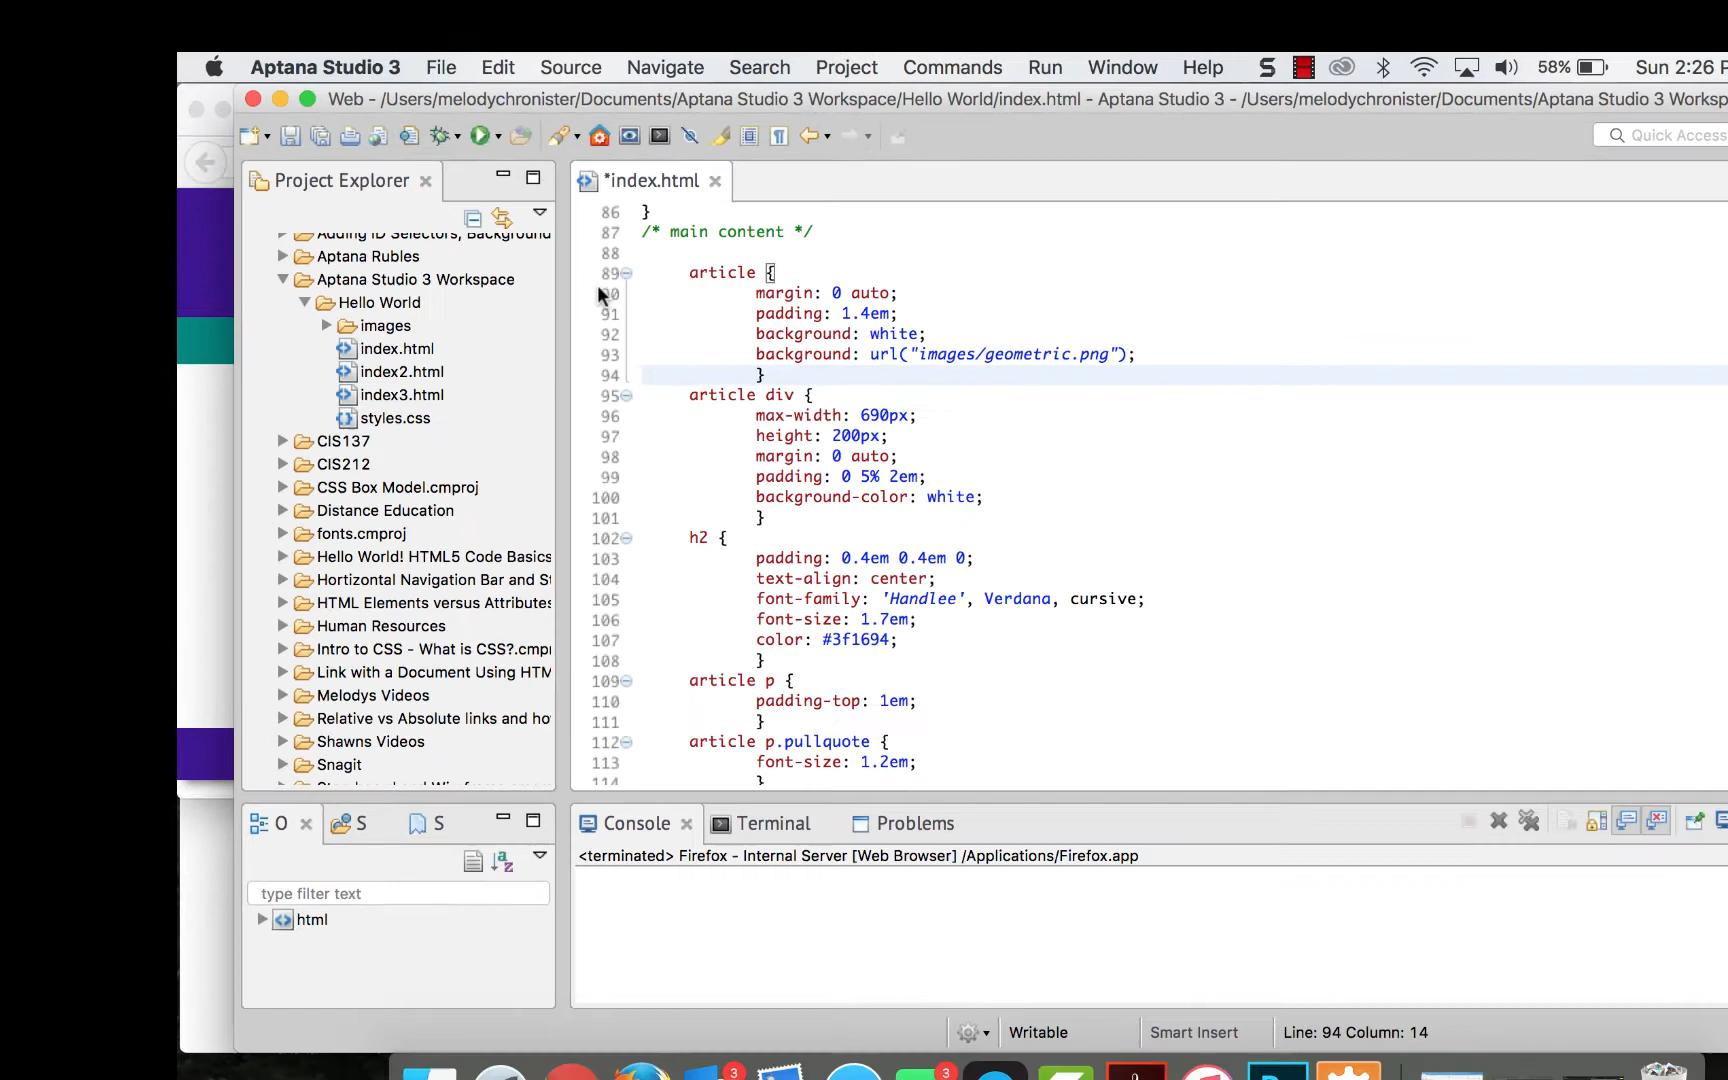 Aptana Studio 3 File Edit Source Navigate Search Project Commands Run Window Help 58% Sun 2:26
Web - /Users/melodychronister/Documents/Aptana Studio 3 Workspace/Hello World/index.html - Aptana Studio 3 - /Users/melodychronister/Documents/Aptana Studio 3 Worksp
Quick Access
Project Explorer
*index.html
Adding ID Selectors, Background
Aptana Rubles
Aptana Studio 3 Workspace
Hello World
images
index.html
index2.html
index3.html
styles.css
CIS137
CIS212
CSS Box Model.cmproj
Distance Education
fonts.cmproj
Hello World! HTML5 Code Basics
Hortizontal Navigation Bar and St
HTML Elements versus Attributes
Human Resources
Intro to CSS - What is CSS?.cmp
Link with a Document Using HTM
Melodys Videos
Relative vs Absolute links and ho
Shawns Videos
Snagit
86 }
87 /* main content */
88
89 article {
90 margin: 0 auto;
91 padding: 1.4em;
92 background: white;
93 background: url("images/geometric.png");
94 }
95 article div {
96 max-width: 690px;
97 height: 200px;
98 margin: 0 auto;
99 padding: 0 5% 2em;
100 background-color: white;
101 }
102 h2 {
103 padding: 0.4em 0.4em 0;
104 text-align: center;
105 font-family: 'Handlee', Verdana, cursive;
106 font-size: 1.7em;
107 color: #3f1694;
108 }
109 article p {
110 padding-top: 1em;
111 }
112 article p.pullquote {
113 font-size: 1.2em;
114 }
O S S
type filter text
html
Console Terminal Problems
<terminated> Firefox - Internal Server [Web Browser] /Applications/Firefox.app
Writable Smart Insert Line: 94 Column: 14
3 3